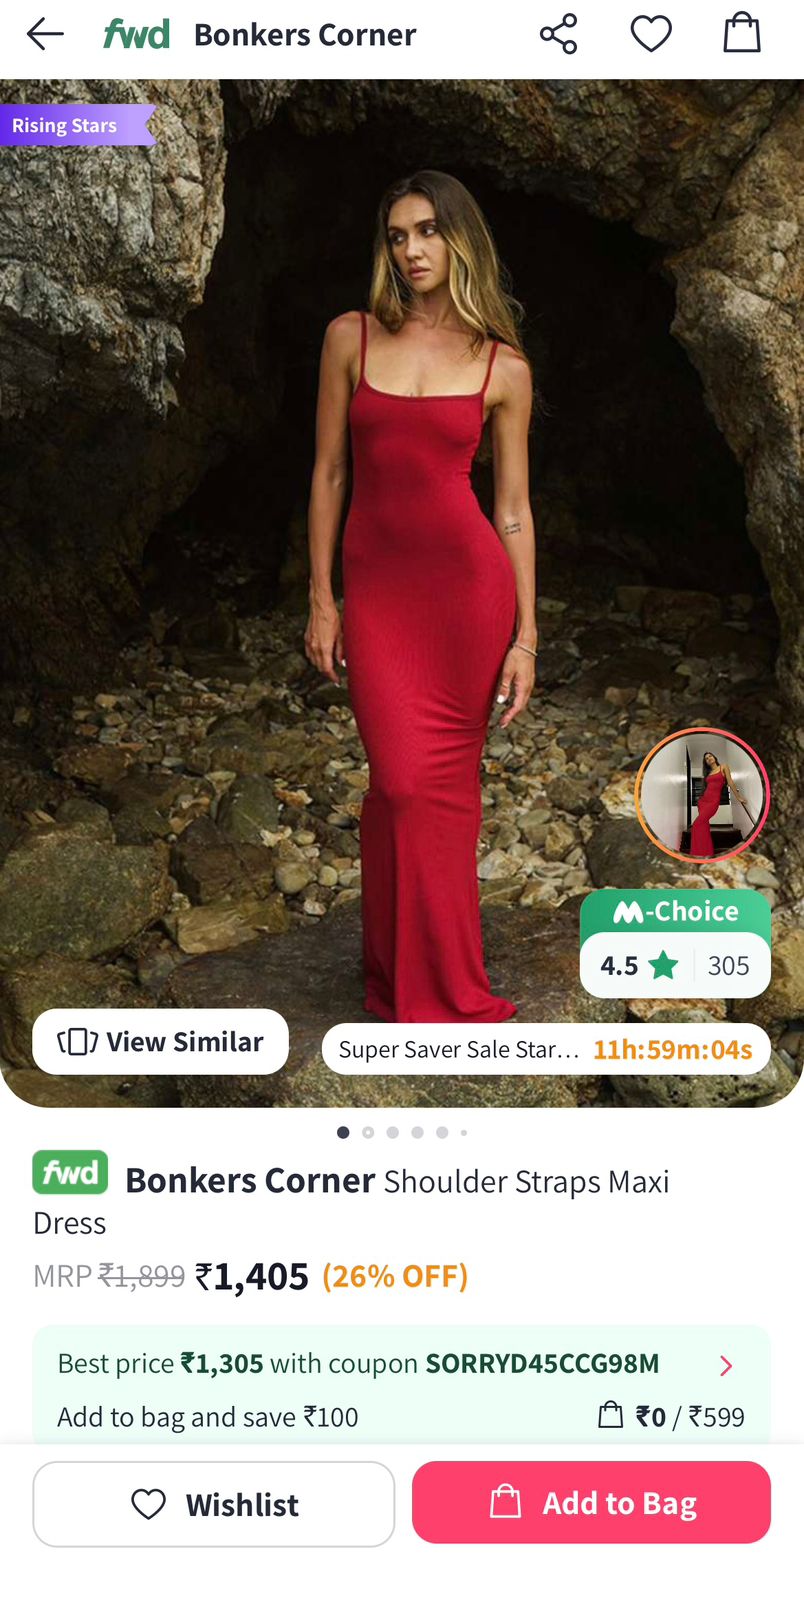 fwd Bonkers Corner
Rising Stars
M-Choice
4.5 305
View Similar
Super Saver Sale Star... 11h:59m:04s
fwd Bonkers Corner Shoulder Straps Maxi
Dress
MRP ₹1,899 ₹1,405 (26% OFF)
Best price ₹1,305 with coupon SORRYD45CCG98M
Add to bag and save ₹100 ₹0 / ₹599
Wishlist
Add to Bag